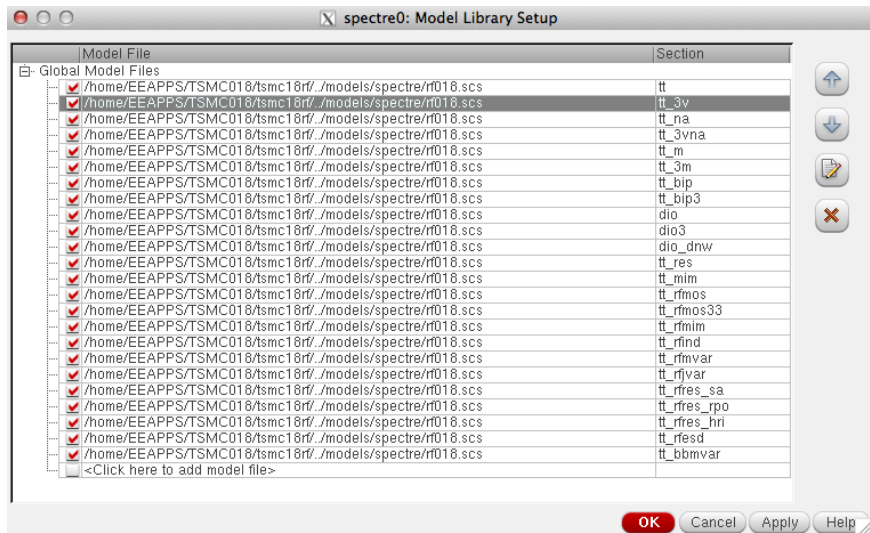 spectre0: Model Library Setup
Model File Section
Global Model Files
/home/EEAPPS/TSMC018/tsmc18rf/../models/spectre/rf018.scs tt
/home/EEAPPS/TSMC018/tsmc18rf/../models/spectre/rf018.scs tt_3v
/home/EEAPPS/TSMC018/tsmc18rf/../models/spectre/rf018.scs tt_na
/home/EEAPPS/TSMC018/tsmc18rf/../models/spectre/rf018.scs tt_3vna
/home/EEAPPS/TSMC018/tsmc18rf/../models/spectre/rf018.scs tt_m
/home/EEAPPS/TSMC018/tsmc18rf/../models/spectre/rf018.scs tt_3m
/home/EEAPPS/TSMC018/tsmc18rf/../models/spectre/rf018.scs tt_bip
/home/EEAPPS/TSMC018/tsmc18rf/../models/spectre/rf018.scs tt_bip3
/home/EEAPPS/TSMC018/tsmc18rf/../models/spectre/rf018.scs dio
/home/EEAPPS/TSMC018/tsmc18rf/../models/spectre/rf018.scs dio3
/home/EEAPPS/TSMC018/tsmc18rf/../models/spectre/rf018.scs dio_dnw
/home/EEAPPS/TSMC018/tsmc18rf/../models/spectre/rf018.scs tt_res
/home/EEAPPS/TSMC018/tsmc18rf/../models/spectre/rf018.scs tt_mim
/home/EEAPPS/TSMC018/tsmc18rf/../models/spectre/rf018.scs tt_rfmos
/home/EEAPPS/TSMC018/tsmc18rf/../models/spectre/rf018.scs tt_rfmos33
/home/EEAPPS/TSMC018/tsmc18rf/../models/spectre/rf018.scs tt_rfmim
/home/EEAPPS/TSMC018/tsmc18rf/../models/spectre/rf018.scs tt_rfind
/home/EEAPPS/TSMC018/tsmc18rf/../models/spectre/rf018.scs tt_rfmvar
/home/EEAPPS/TSMC018/tsmc18rf/../models/spectre/rf018.scs tt_rfjvar
/home/EEAPPS/TSMC018/tsmc18rf/../models/spectre/rf018.scs tt_rfres_sa
/home/EEAPPS/TSMC018/tsmc18rf/../models/spectre/rf018.scs tt_rfres_rpo
/home/EEAPPS/TSMC018/tsmc18rf/../models/spectre/rf018.scs tt_rfres_hri
/home/EEAPPS/TSMC018/tsmc18rf/../models/spectre/rf018.scs tt_rfesd
/home/EEAPPS/TSMC018/tsmc18rf/../models/spectre/rf018.scs tt_bbmvar
<Click here to add model file>
OK Cancel Apply Help